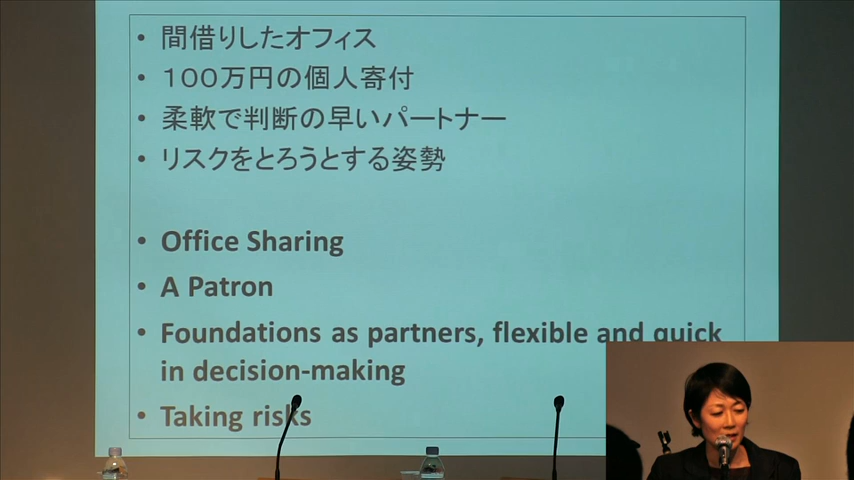 • 間借りしたオフィス
• １００万円の個人寄付
• 柔軟で判断の早いパートナー
• リスクをとろうとする姿勢
• Office Sharing
• A Patron
• Foundations as partners, flexible and quick
in decision-making
• Taking risks